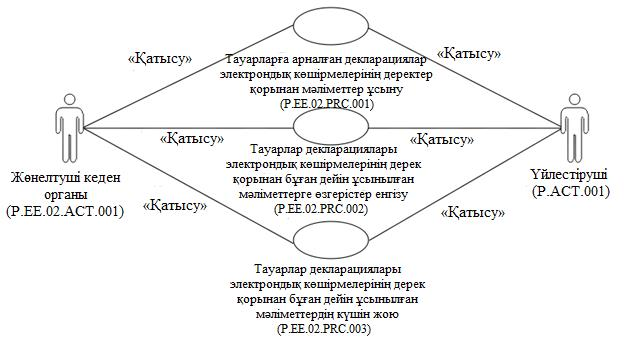 «Қатысу»
«Қатысу»
Тауарларға арналған декларациялар
электрондық көшірмелерінің деректер
қорынан мәліметтер ұсыну
(P.EE.02.PRC.001)
«Қатысу»
«Қатысу»
Тауарлар декларациялары
электрондық көшірмелерінің дерек
қорынан бұған дейін ұсынылған
мәліметтерге өзгерістер енгізу
(P.EE.02.PRC.002)
Жөнелтуші кеден
органы
(P.EE.02.ACT.001)
Үйлестіруші
(P.ACT.001)
«Қатысу»
«Қатысу»
Тауарлар декларациялары
электрондық көшірмелерінің дерек
қорынан бұған дейін ұсынылған
мәліметтердің күшін жою
(P.EE.02.PRC.003)